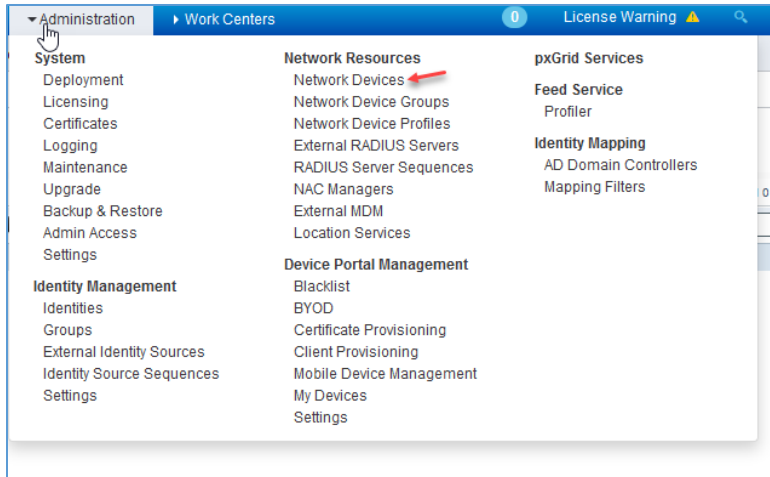 Administration
Work Centers
0
License Warning
System
Deployment
Licensing
Certificates
Logging
Maintenance
Upgrade
Backup & Restore
Admin Access
Settings
Identity Management
Identities
Groups
External Identity Sources
Identity Source Sequences
Settings
Network Resources
Network Devices
Network Device Groups
Network Device Profiles
External RADIUS Servers
RADIUS Server Sequences
NAC Managers
External MDM
Location Services
Device Portal Management
Blacklist
BYOD
Certificate Provisioning
Client Provisioning
Mobile Device Management
My Devices
Settings
pxGrid Services
Feed Service
Profiler
Identity Mapping
AD Domain Controllers
Mapping Filters